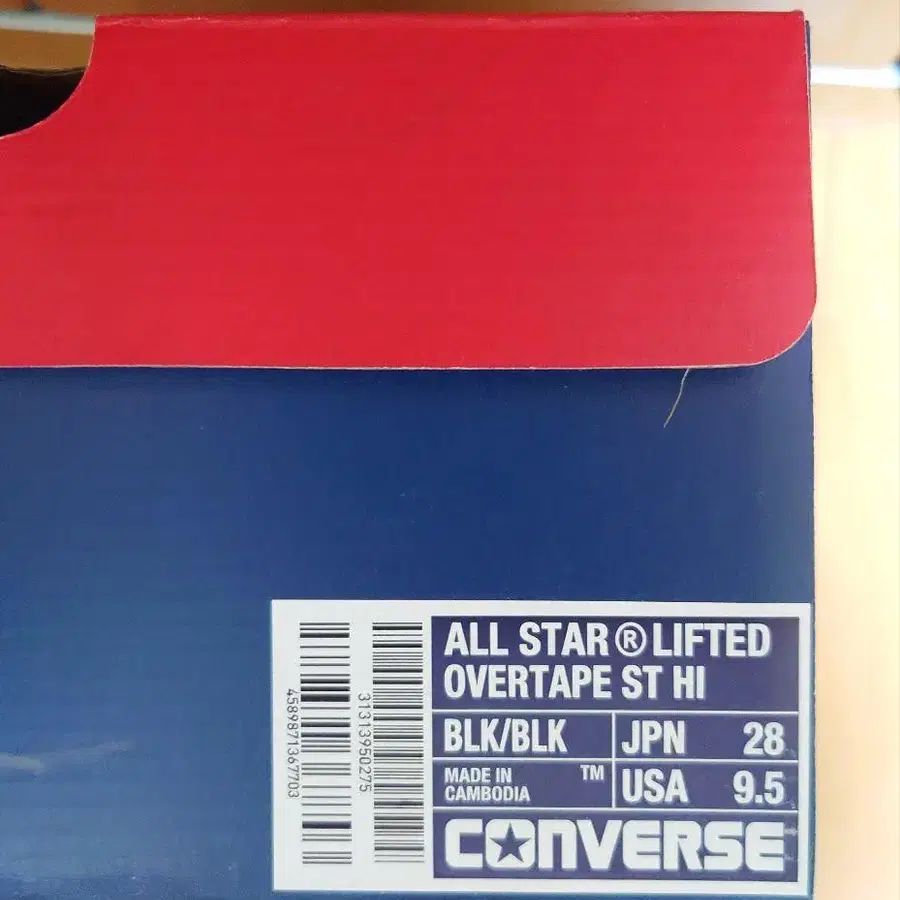 ALL STAR ® LIFTED
OVERTAPE ST HI
BLK/BLK
JPN 28
MADE IN
CAMBODIA
TM
USA 9.5
CONVERSE
4589871367703
31313950275